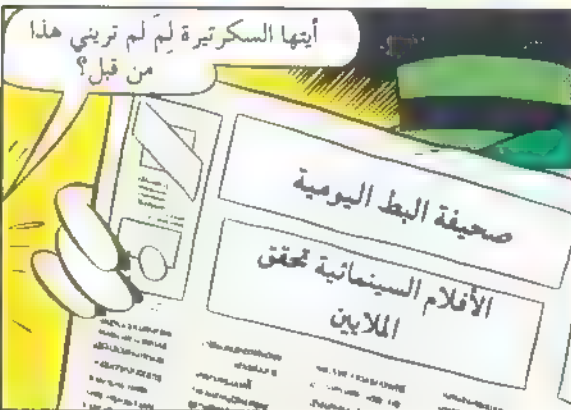 أيتها السكرتيرة لِمَ لم تريني هذا
من قبل؟
صحيفة البط اليومية
الأفلام السينمائية تحقق
الملايين